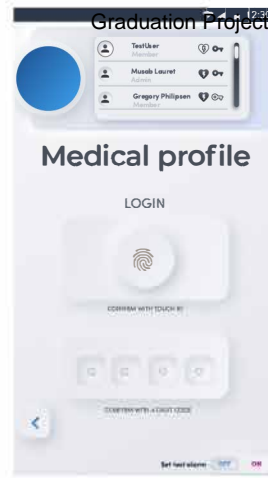 Graduation Project
TestUser
Member
Musab Lauret
Admin
Gregory Philipsen
Member
Medical profile
LOGIN
CONFIRM WITH TOUCH ID
CONFIRM WITH 4 DIGIT CODE
Set test alarm OFF ON